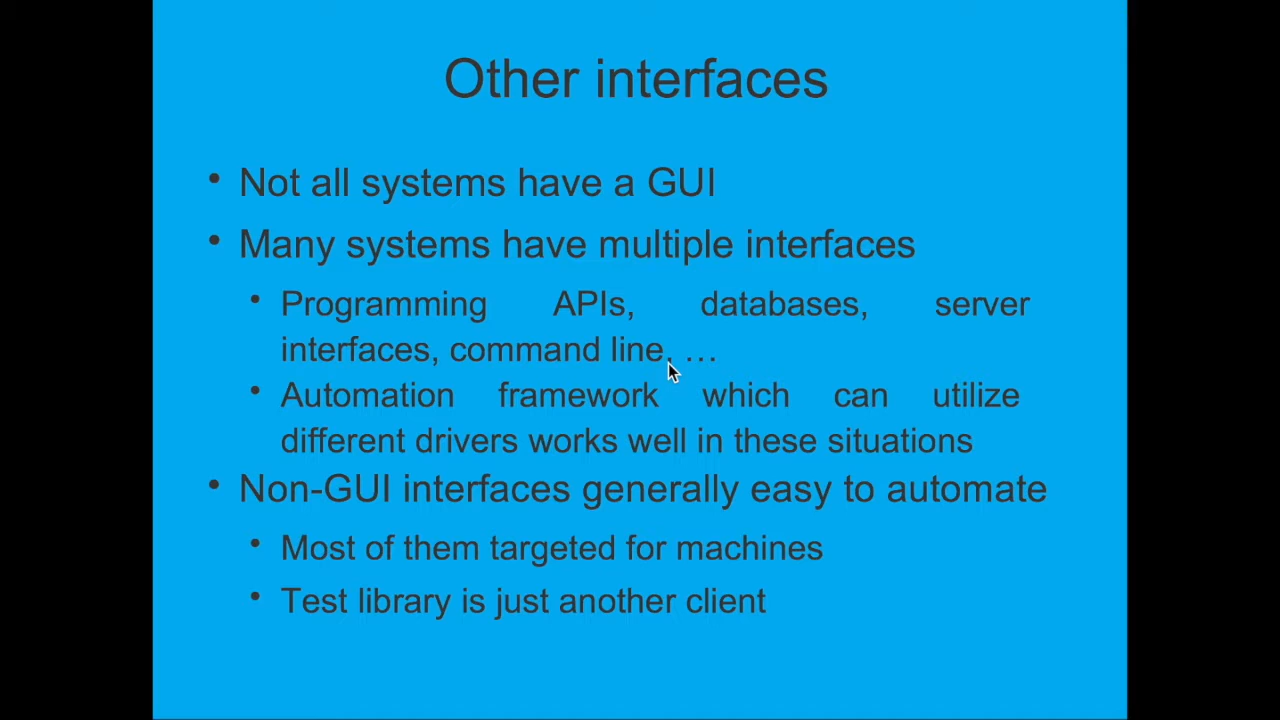 Other interfaces
• Not all systems have a GUI
• Many systems have multiple interfaces
• Programming APIs, databases, server
interfaces, command line, …
• Automation framework which can utilize
different drivers works well in these situations
• Non-GUI interfaces generally easy to automate
• Most of them targeted for machines
• Test library is just another client